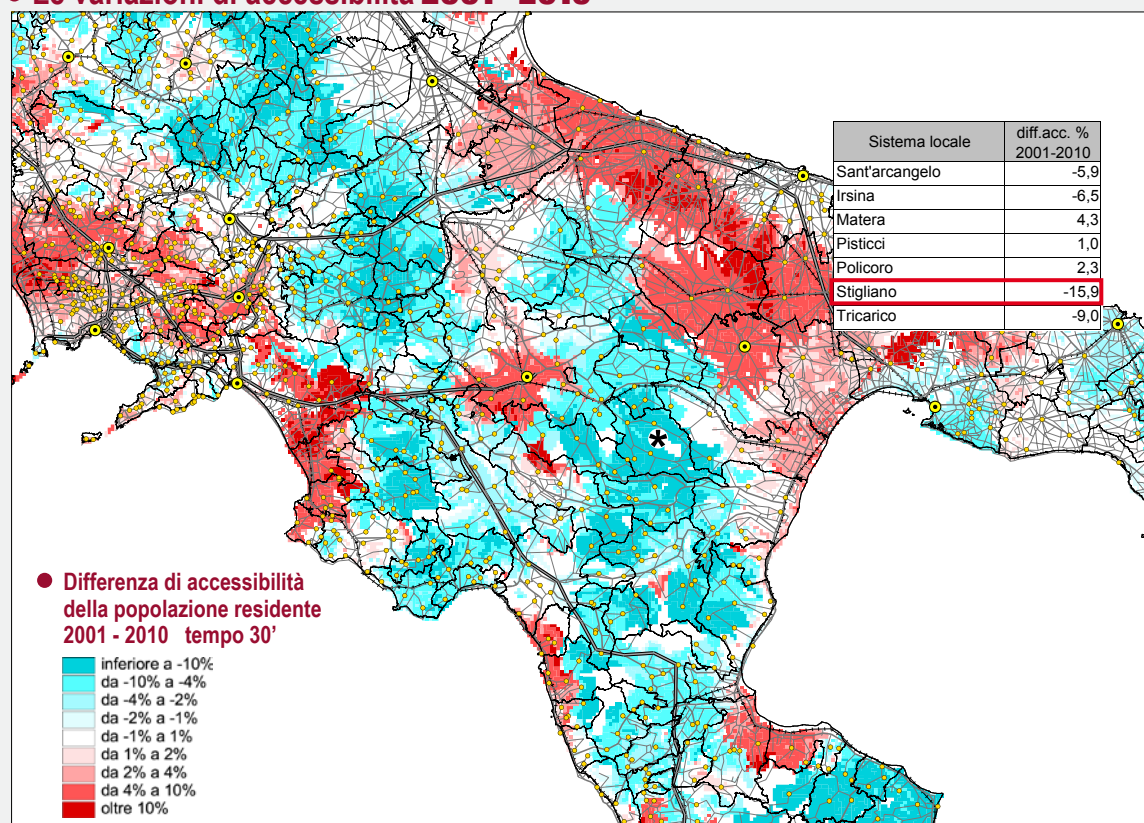 Sistema locale diff.acc. % 2001-2010
Sant'arcangelo -5,9
Irsina -6,5
Matera 4,3
Pisticci 1,0
Policoro 2,3
Stigliano -15,9
Tricarico -9,0
*
● Differenza di accessibilità
della popolazione residente
2001 - 2010 tempo 30'
inferiore a -10%
da -10% a -4%
da -4% a -2%
da -2% a -1%
da -1% a 1%
da 1% a 2%
da 2% a 4%
da 4% a 10%
oltre 10%